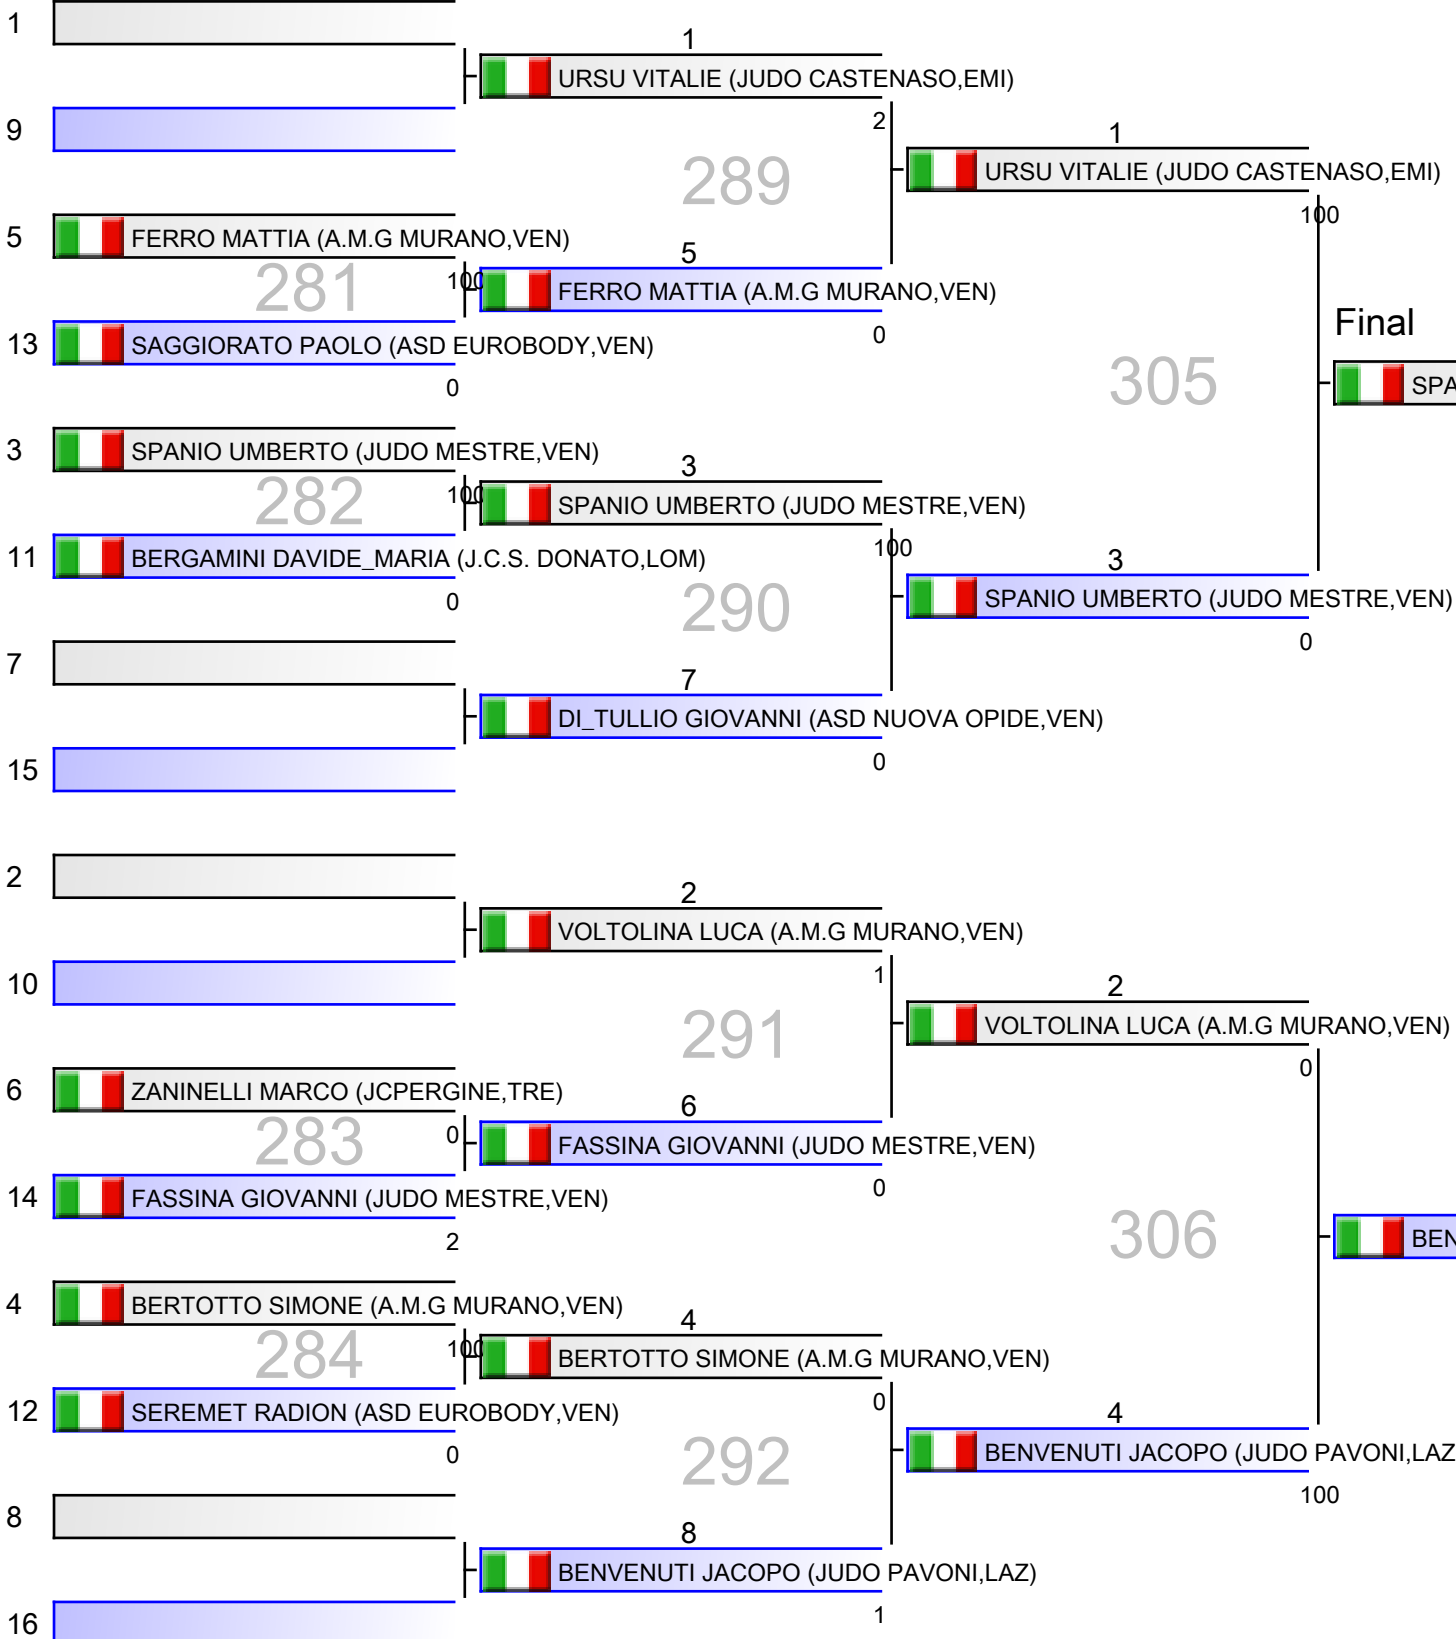 1
1
URSU VITALIE (JUDO CASTENASO,EMI)
9
2
289
1
URSU VITALIE (JUDO CASTENASO,EMI)
100
5
FERRO MATTIA (A.M.G MURANO,VEN)
281
100
5
FERRO MATTIA (A.M.G MURANO,VEN)
0
13
SAGGIORATO PAOLO (ASD EUROBODY,VEN)
0
305
Final
SPA
3
SPANIO UMBERTO (JUDO MESTRE,VEN)
282
100
3
SPANIO UMBERTO (JUDO MESTRE,VEN)
100
11
BERGAMINI DAVIDE_MARIA (J.C.S. DONATO,LOM)
0
290
3
SPANIO UMBERTO (JUDO MESTRE,VEN)
0
7
7
DI_TULLIO GIOVANNI (ASD NUOVA OPIDE,VEN)
0
15
2
2
VOLTOLINA LUCA (A.M.G MURANO,VEN)
1
10
291
2
VOLTOLINA LUCA (A.M.G MURANO,VEN)
0
6
ZANINELLI MARCO (JCPERGINE,TRE)
283
0
6
FASSINA GIOVANNI (JUDO MESTRE,VEN)
0
14
FASSINA GIOVANNI (JUDO MESTRE,VEN)
2
306
BEN
4
BERTOTTO SIMONE (A.M.G MURANO,VEN)
284
100
4
BERTOTTO SIMONE (A.M.G MURANO,VEN)
0
12
SEREMET RADION (ASD EUROBODY,VEN)
0
292
4
BENVENUTI JACOPO (JUDO PAVONI,LAZ
100
8
8
BENVENUTI JACOPO (JUDO PAVONI,LAZ)
1
16